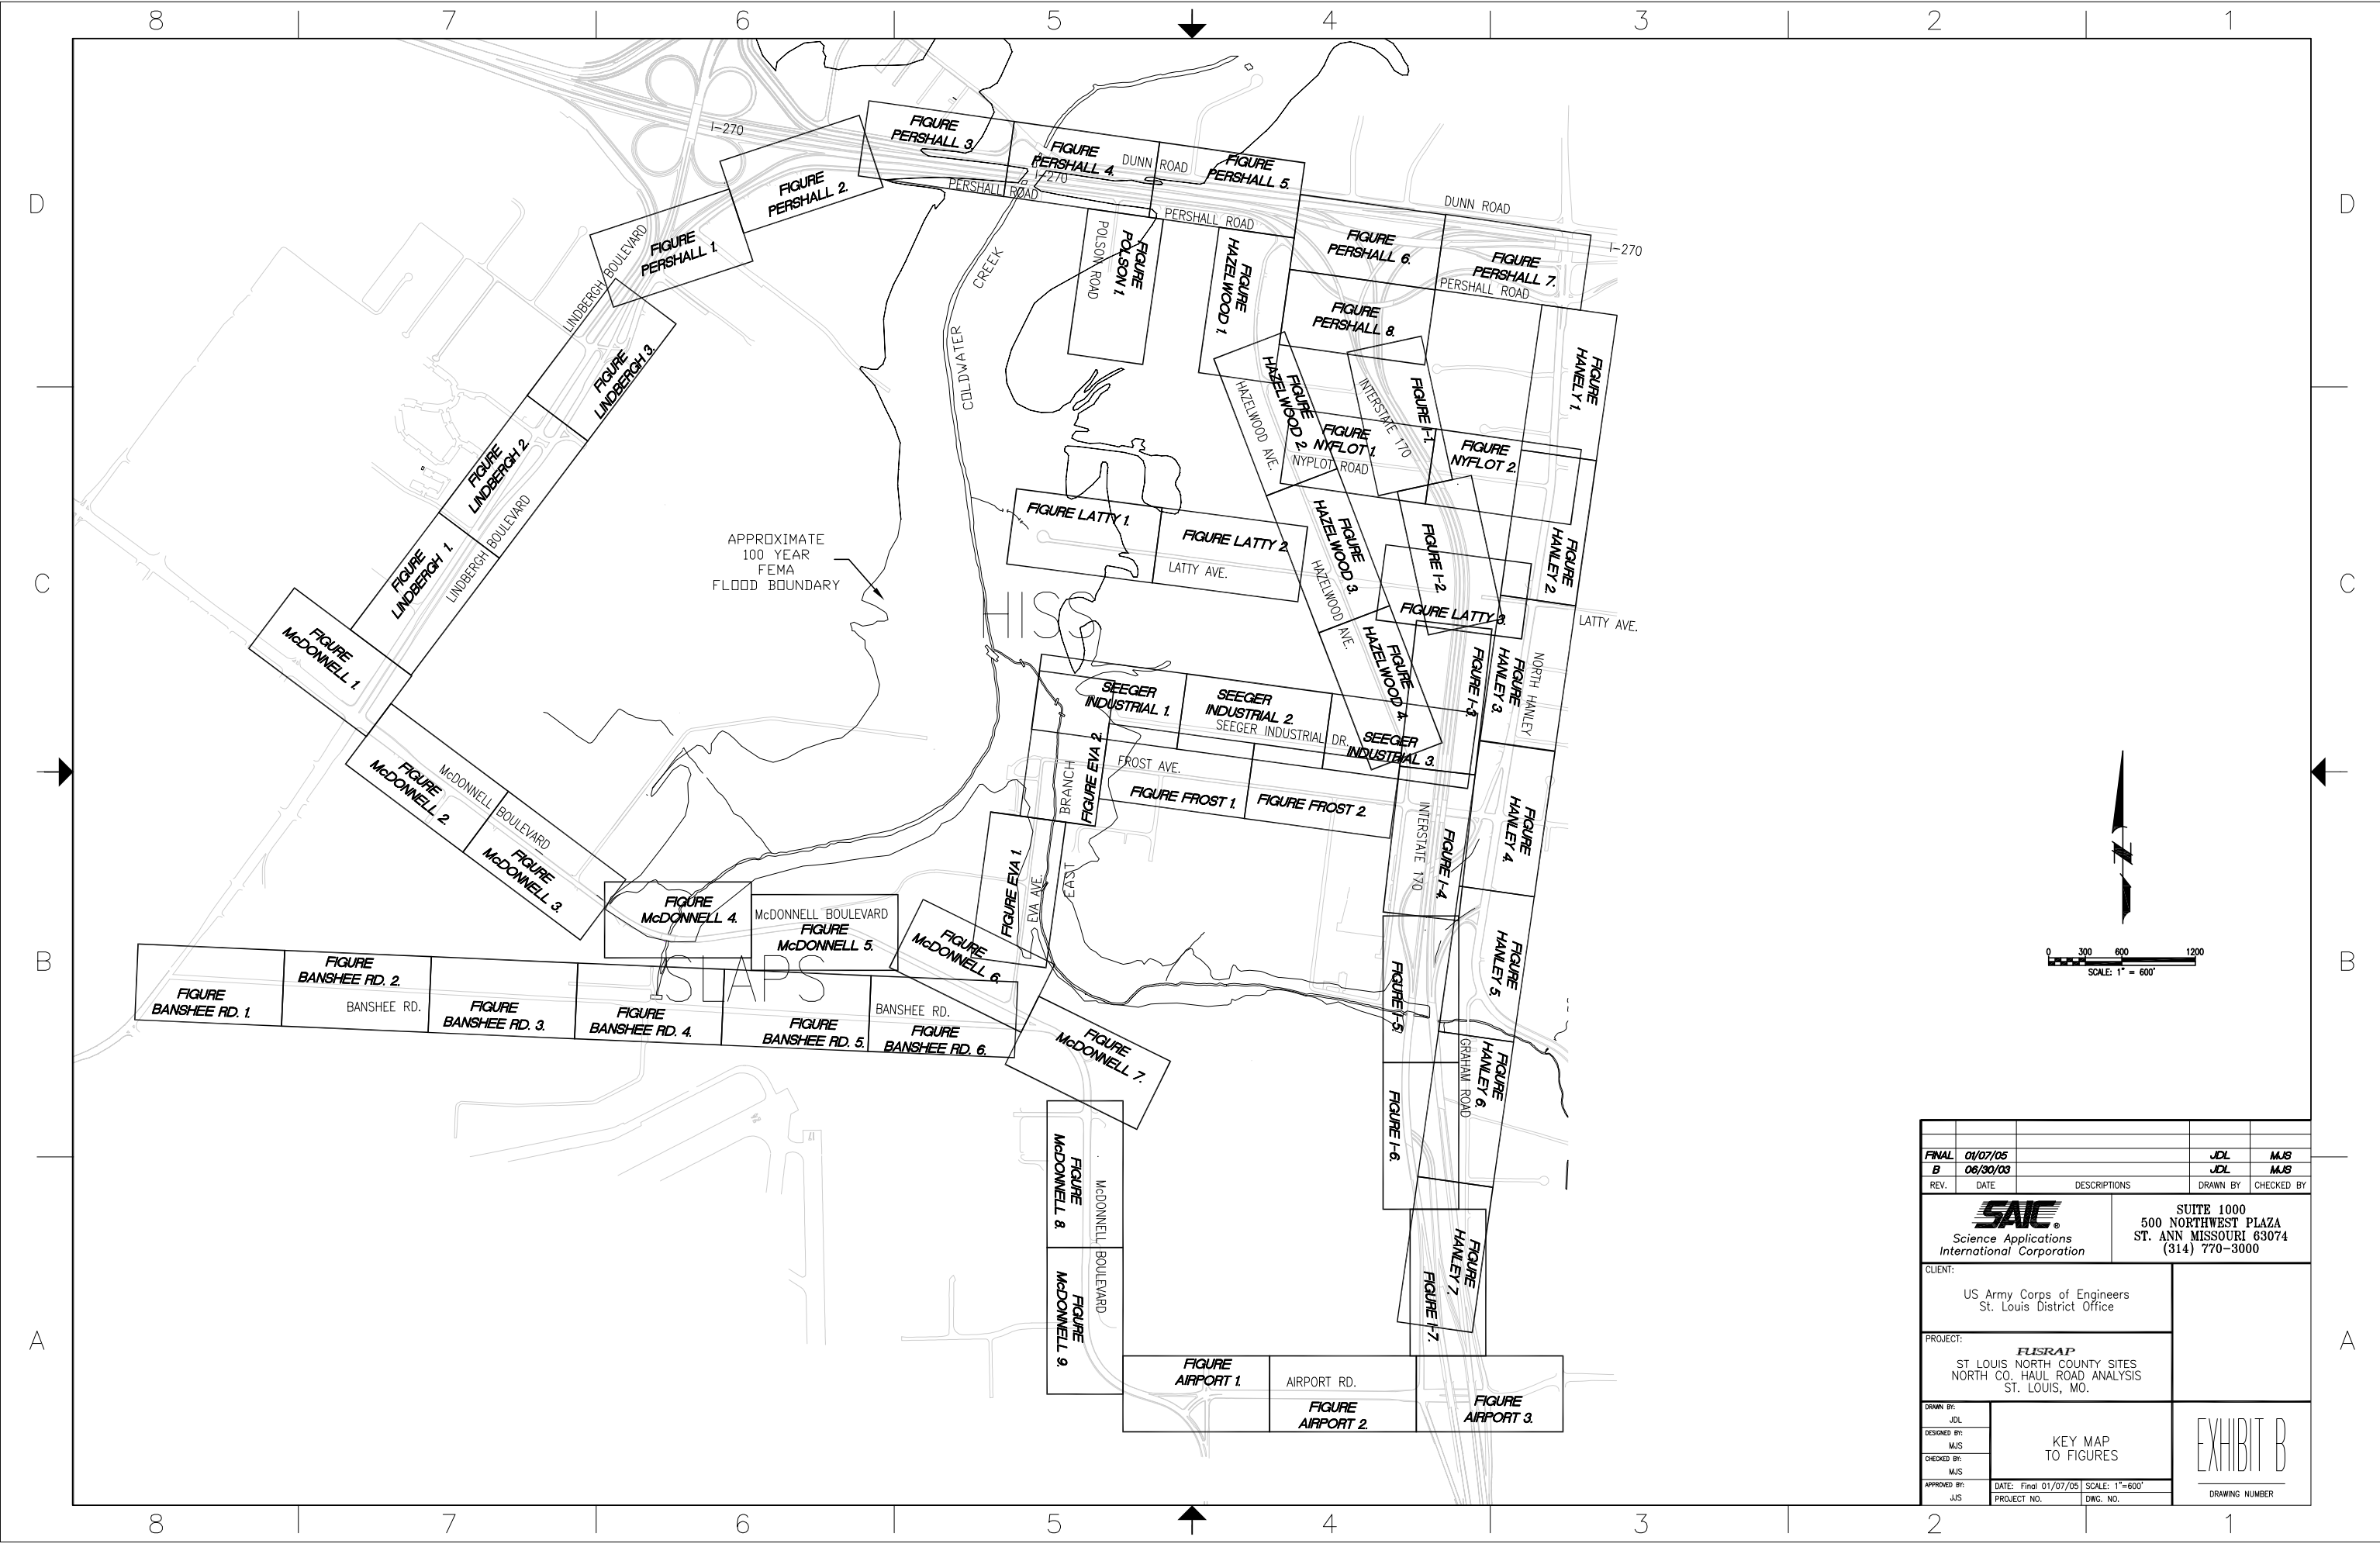 8 7 6 5 4 3 2 1
D
D
C
C
B
B
A
A
I-270
FIGURE
PERSHALL 3.
FIGURE
PERSHALL 4.
DUNN ROAD
FIGURE
PERSHALL 5.
I-270
PERSHALL ROAD
FIGURE
PERSHALL 2.
FIGURE
PERSHALL 1.
LINDBERGH BOULEVARD
PERSHALL ROAD
DUNN ROAD
I-270
FIGURE
PERSHALL 6.
FIGURE
PERSHALL 7.
PERSHALL ROAD
FIGURE
PERSHALL 8.
POLSON ROAD
FIGURE
POLSON 1.
FIGURE
HAZELWOOD 1.
COLDWATER
CREEK
FIGURE
LINDBERGH 3.
FIGURE
LINDBERGH 2.
FIGURE
LINDBERGH 1.
LINDBERGH BOULEVARD
FIGURE
HAZELWOOD 2.
HAZELWOOD AVE.
INTERSTATE 170
FIGURE I-1.
FIGURE
HANELY 1.
FIGURE
NYFLOT 1.
NYPLOT ROAD
FIGURE
NYFLOT 2.
FIGURE LATTY 1.
FIGURE LATTY 2.
LATTY AVE.
FIGURE
HAZELWOOD 3.
HAZELWOOD AVE.
FIGURE I-2.
FIGURE
HANLEY 2.
FIGURE LATTY 3.
LATTY AVE.
APPROXIMATE
100 YEAR
FEMA
FLOOD BOUNDARY
HISS
FIGURE
McDONNELL 1.
FIGURE
McDONNELL 2.
McDONNELL BOULEVARD
FIGURE
McDONNELL 3.
FIGURE
HAZELWOOD 4.
FIGURE I-3.
FIGURE
HANLEY 3.
NORTH HANLEY
SEEGER
INDUSTRIAL 1.
SEEGER
INDUSTRIAL 2.
SEEGER INDUSTRIAL DR.
SEEGER
INDUSTRIAL 3.
FIGURE EVA 2.
BRANCH
FROST AVE.
FIGURE FROST 1.
FIGURE FROST 2.
INTERSTATE 170
FIGURE I-4.
FIGURE
HANLEY 4.
FIGURE EVA 1.
EVA AVE.
EAST
FIGURE
McDONNELL 4.
McDONNELL BOULEVARD
FIGURE
McDONNELL 5.
FIGURE
McDONNELL 6.
SLAPS
FIGURE
BANSHEE RD. 1.
FIGURE
BANSHEE RD. 2.
BANSHEE RD.
FIGURE
BANSHEE RD. 3.
FIGURE
BANSHEE RD. 4.
FIGURE
BANSHEE RD. 5.
BANSHEE RD.
FIGURE
BANSHEE RD. 6.
FIGURE
McDONNELL 7.
FIGURE I-5.
FIGURE
HANLEY 5.
GRAHAM ROAD
FIGURE
HANLEY 6.
FIGURE I-6.
FIGURE
McDONNELL 8.
McDONNELL BOULEVARD
FIGURE
McDONNELL 9.
FIGURE
HANLEY 7.
FIGURE I-7.
FIGURE
AIRPORT 1.
AIRPORT RD.
FIGURE
AIRPORT 2.
FIGURE
AIRPORT 3.
N
0 300 600 1200
SCALE: 1" = 600'
FINAL 01/07/05 JDL MJS
B 06/30/03 JDL MJS
REV. DATE DESCRIPTIONS DRAWN BY CHECKED BY
SAIC®
Science Applications
International Corporation
SUITE 1000
500 NORTHWEST PLAZA
ST. ANN MISSOURI 63074
(314) 770-3000
CLIENT:
US Army Corps of Engineers
St. Louis District Office
PROJECT:
FUSRAP
ST LOUIS NORTH COUNTY SITES
NORTH CO. HAUL ROAD ANALYSIS
ST. LOUIS, MO.
DRAWN BY:
JDL
DESIGNED BY:
MJS
CHECKED BY:
MJS
APPROVED BY:
JJS
KEY MAP
TO FIGURES
DATE: Final 01/07/05 SCALE: 1"=600'
PROJECT NO. DWG. NO.
EXHIBIT B
DRAWING NUMBER
8 7 6 5 4 3 2 1